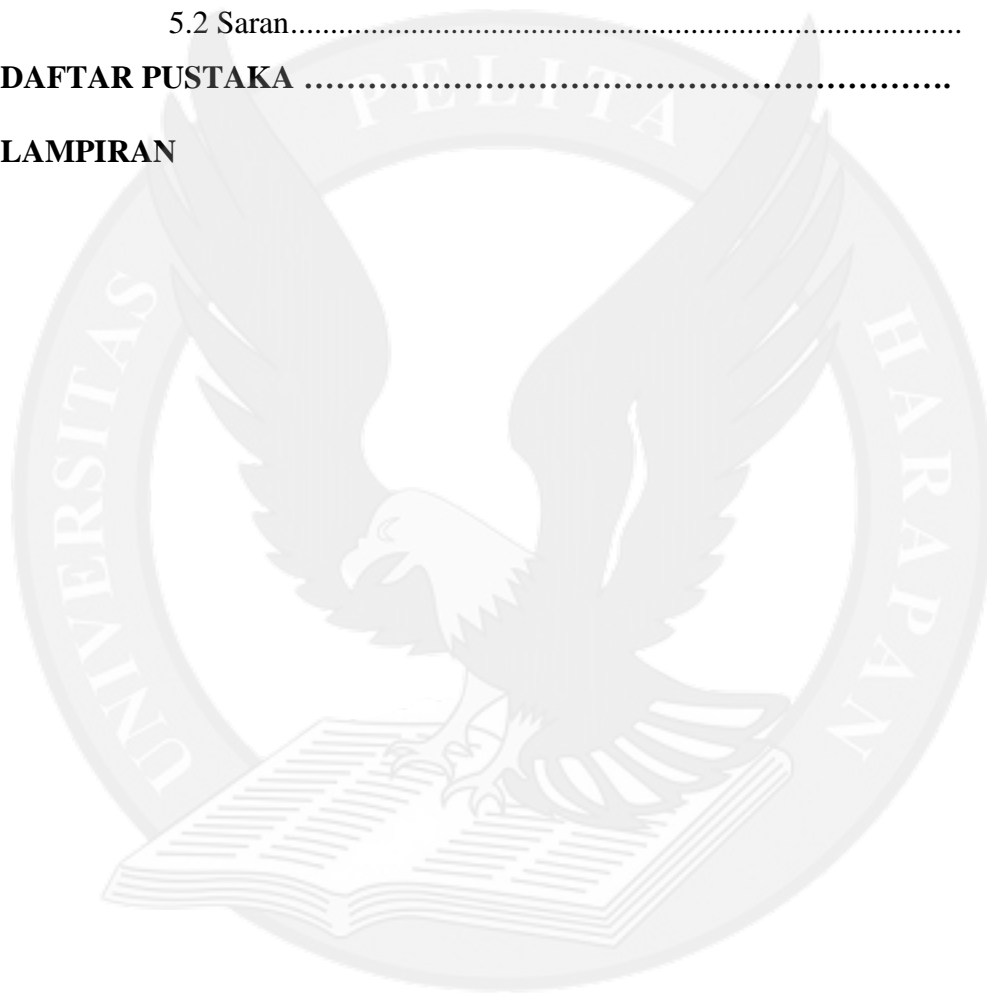 5.2 Saran....................................................................................
DAFTAR PUSTAKA …………………………………………………….
LAMPIRAN
UNIVERSITAS PELITA HARAPAN